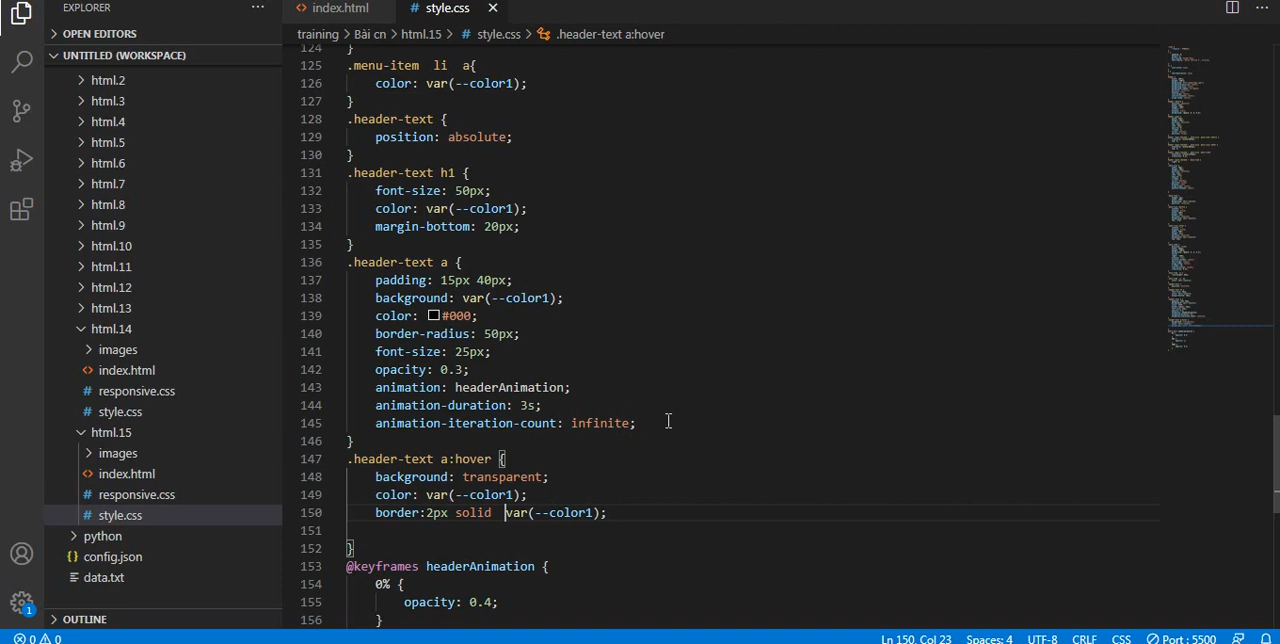 EXPLORER
···
index.html
# style.css ×
···
OPEN EDITORS
training > Bài cn > html.15 > # style.css > .header-text a:hover
UNTITLED (WORKSPACE)
html.2
html.3
html.4
html.5
html.6
html.7
html.8
html.9
html.10
html.11
html.12
html.13
html.14
images
index.html
# responsive.css
# style.css
html.15
images
index.html
# responsive.css
# style.css
python
config.json
data.txt
OUTLINE
1
124 }
125 .menu-item  li  a{
126 color: var(--color1);
127 }
128 .header-text {
129 position: absolute;
130 }
131 .header-text h1 {
132 font-size: 50px;
133 color: var(--color1);
134 margin-bottom: 20px;
135 }
136 .header-text a {
137 padding: 15px 40px;
138 background: var(--color1);
139 color: #000;
140 border-radius: 50px;
141 font-size: 25px;
142 opacity: 0.3;
143 animation: headerAnimation;
144 animation-duration: 3s;
145 animation-iteration-count: infinite;
146 }
147 .header-text a:hover {
148 background: transparent;
149 color: var(--color1);
150 border:2px solid  var(--color1);
151
152 }
153 @keyframes headerAnimation {
154 0% {
155 opacity: 0.4;
156 }
0 0
Ln 150, Col 23 Spaces: 4 UTF-8 CRLF CSS Port : 5500